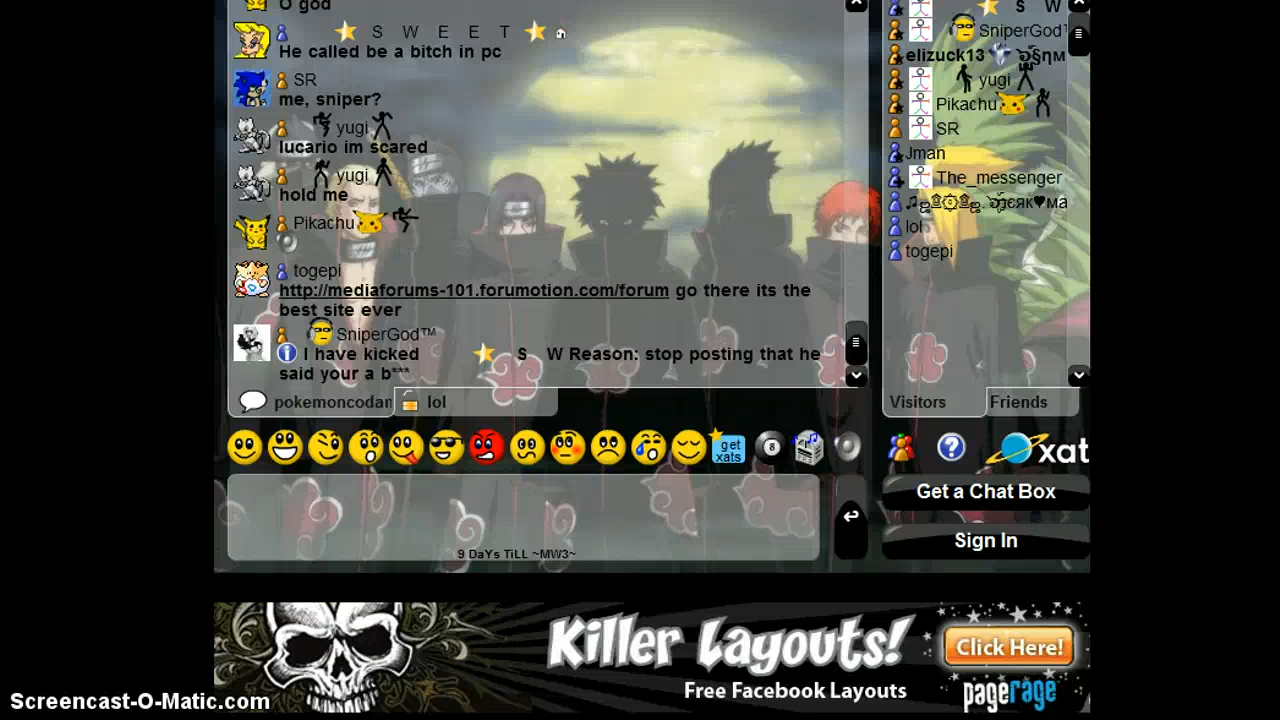 O god
S W E E T
He called be a bitch in pc
SR
me, sniper?
yugi
lucario im scared
yugi
hold me
Pikachu
togepi
http://mediaforums-101.forumotion.com/forum go there its the
best site ever
SniperGod™
I have kicked S W Reason: stop posting that he
said your a b***
pokemoncodan
lol
S W
SniperGod
elizuck13
yugi
Pikachu
SR
Jman
The_messenger
lol
togepi
Visitors
Friends
get
xats
8
xat
Get a Chat Box
Sign In
9 DaYs TiLL ~MW3~
Killer Layouts!
Free Facebook Layouts
Click Here!
pagerage
Screencast-O-Matic.com